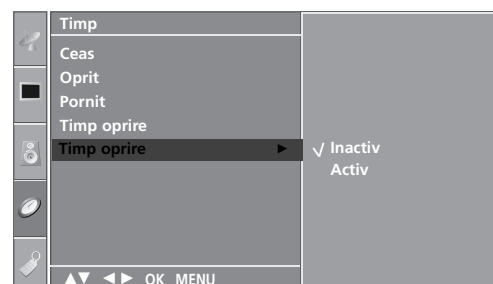 Timp
Ceas
Oprit
Pornit
Timp oprire
Timp oprire ► √ Inactiv
Activ
▲▼ ◄► OK MENU